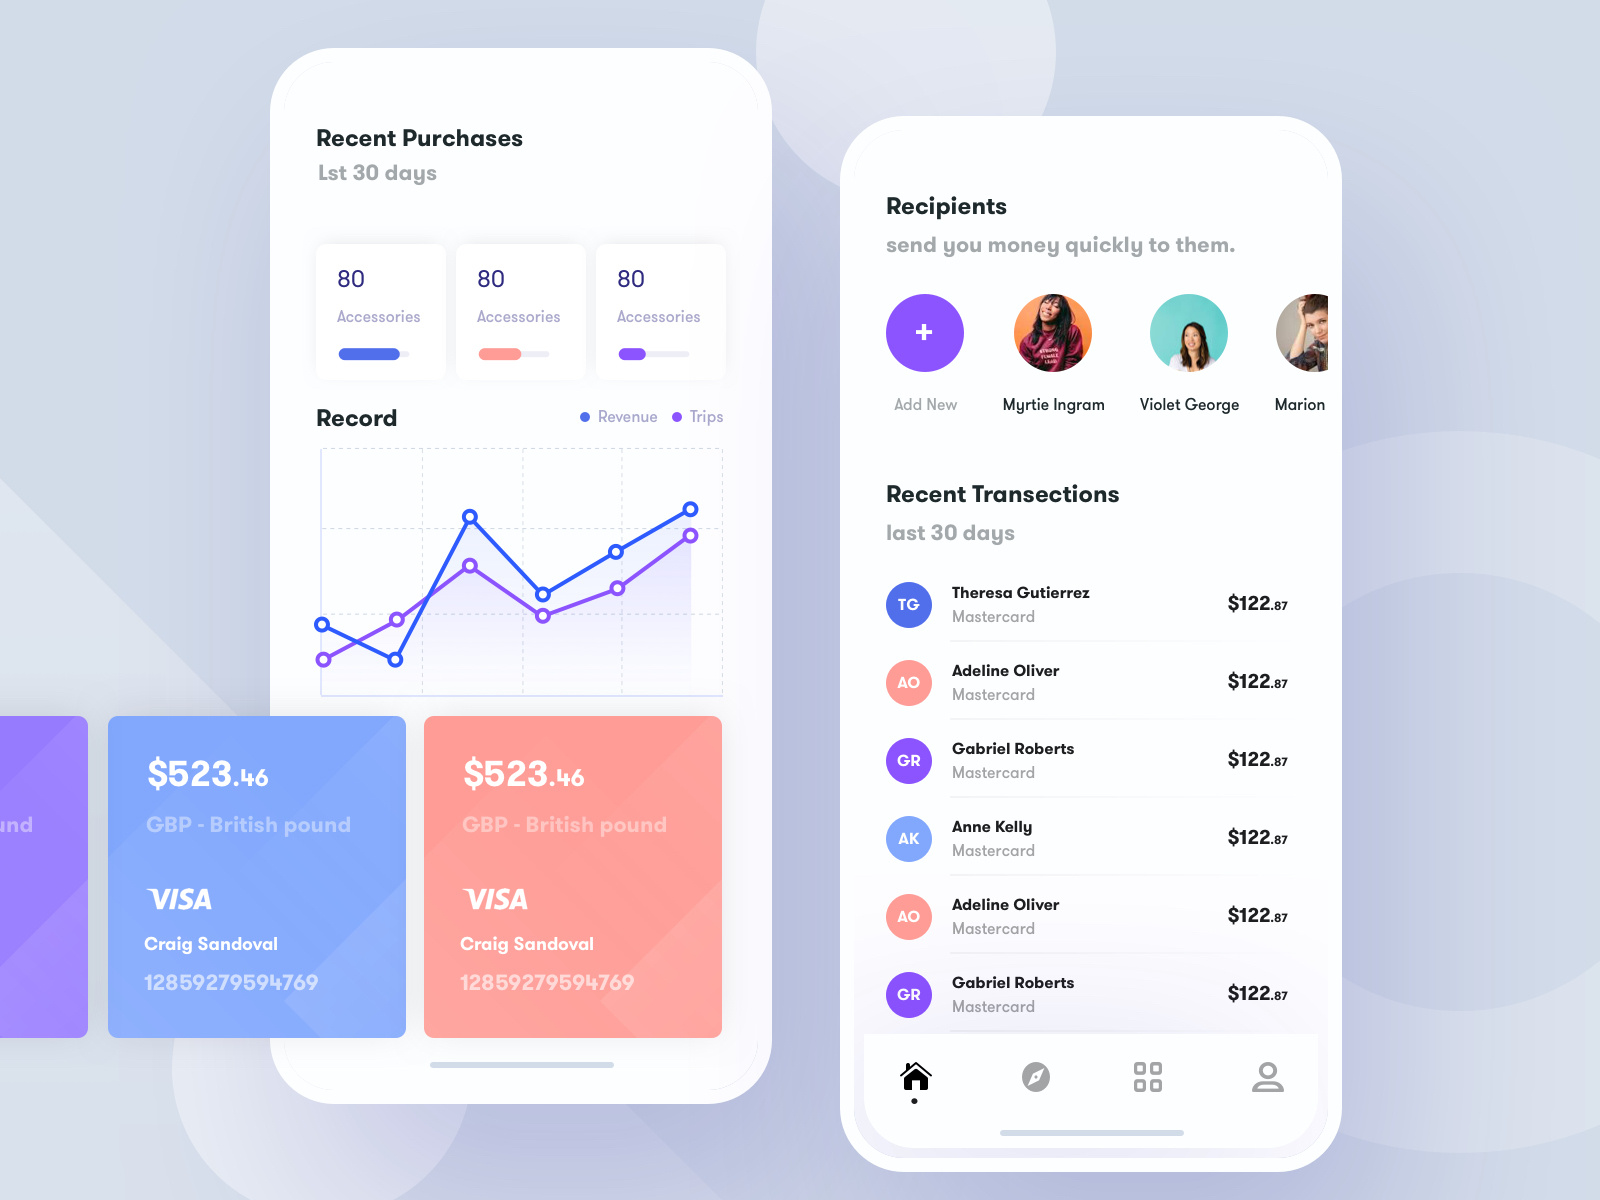 Recent Purchases
Lst 30 days
80
Accessories
80
Accessories
80
Accessories
Record
Revenue
Trips
$523.46
GBP - British pound
VISA
Craig Sandoval
12859279594769
$523.46
GBP - British pound
VISA
Craig Sandoval
12859279594769
Recipients
send you money quickly to them.
+
Add New
Myrtie Ingram
Violet George
Marion
Recent Transections
last 30 days
TG
Theresa Gutierrez
Mastercard
$122.87
AO
Adeline Oliver
Mastercard
$122.87
GR
Gabriel Roberts
Mastercard
$122.87
AK
Anne Kelly
Mastercard
$122.87
AO
Adeline Oliver
Mastercard
$122.87
GR
Gabriel Roberts
Mastercard
$122.87